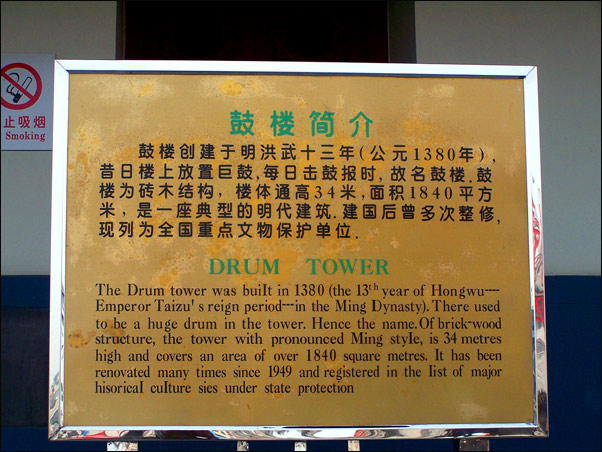 止吸烟
Smoking
鼓楼简介
鼓楼创建于明洪武十三年(公元1380年),
昔日楼上放置巨鼓,每日击鼓报时,故名鼓楼.鼓
楼为砖木结构,楼体通高34米,面积1840平方
米,是一座典型的明代建筑.建国后曾多次整修,
现列为全国重点文物保护单位.
DRUM TOWER
The Drum tower was built in 1380 (the 13th year of Hongwu----
Emperor Taizu's reign period---in the Ming Dynasty). There used
to be a huge drum in the tower. Hence the name. Of brick-wood
structure, the tower with pronounced Ming style, is 34 metres
high and covers an area of over 1840 square metres. It has been
renovated many times since 1949 and registered in the list of major
hisorical culture sies under state protection